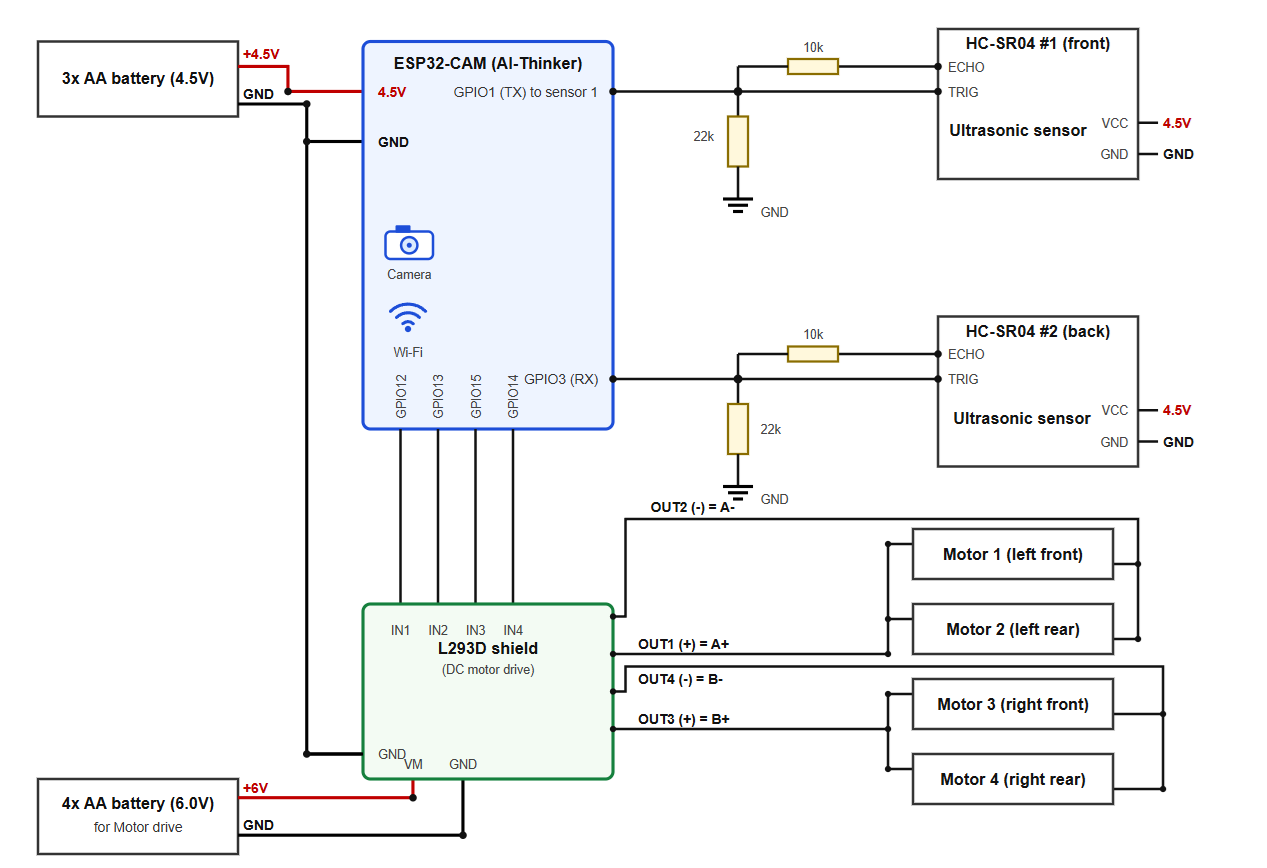 3x AA battery (4.5V)
+4.5V
GND
ESP32-CAM (AI-Thinker)
4.5V
GPIO1 (TX) to sensor 1
GND
Camera
Wi-Fi
GPIO12
GPIO13
GPIO15
GPIO14
GPIO3 (RX)
10k
22k
GND
HC-SR04 #1 (front)
ECHO
TRIG
Ultrasonic sensor
VCC
4.5V
GND
GND
10k
22k
GND
HC-SR04 #2 (back)
ECHO
TRIG
Ultrasonic sensor
VCC
4.5V
GND
GND
OUT2 (-) = A-
OUT1 (+) = A+
OUT4 (-) = B-
OUT3 (+) = B+
Motor 1 (left front)
Motor 2 (left rear)
Motor 3 (right front)
Motor 4 (right rear)
IN1
IN2
IN3
IN4
L293D shield
(DC motor drive)
GND
VM
GND
4x AA battery (6.0V)
for Motor drive
+6V
GND